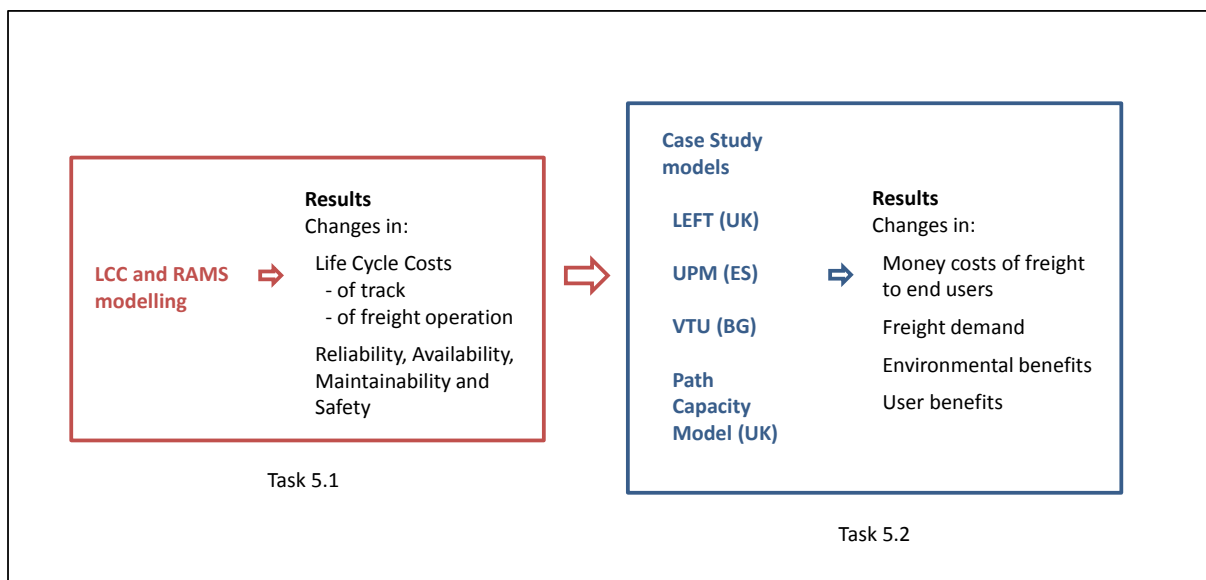 LCC and RAMS
modelling
Results
Changes in:
Life Cycle Costs
- of track
- of freight operation
Reliability, Availability,
Maintainability and
Safety
Task 5.1
Case Study
models
LEFT (UK)
UPM (ES)
VTU (BG)
Path
Capacity
Model (UK)
Results
Changes in:
Money costs of freight
to end users
Freight demand
Environmental benefits
User benefits
Task 5.2